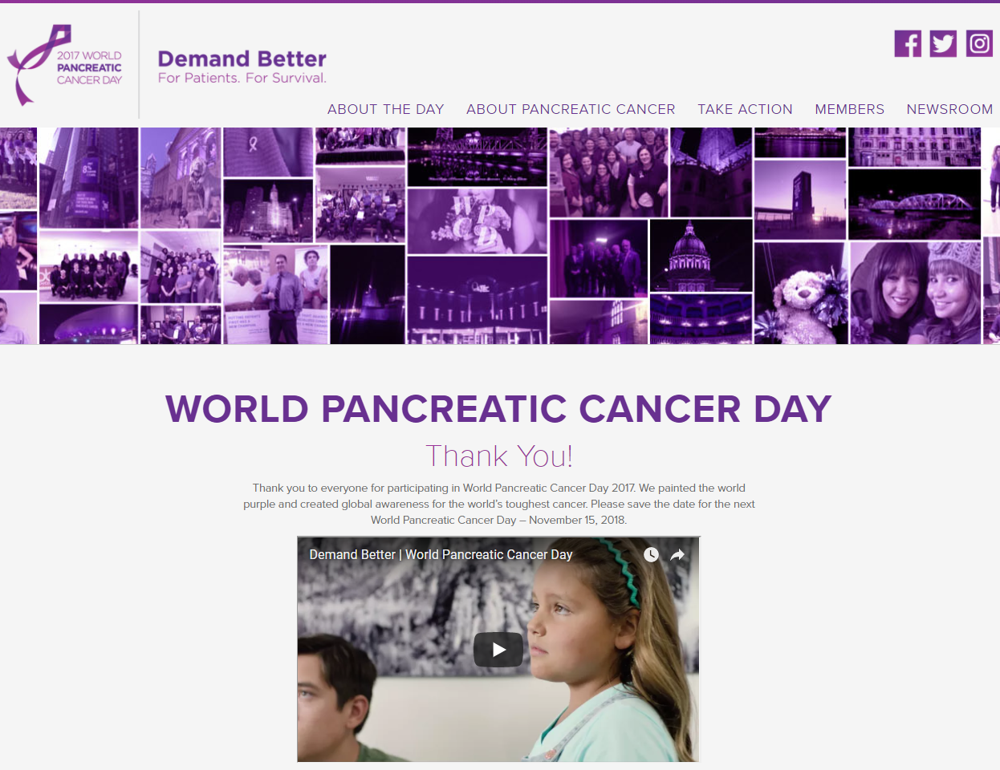 2017 WORLD
PANCREATIC
CANCER DAY
Demand Better
For Patients. For Survival.
ABOUT THE DAY ABOUT PANCREATIC CANCER TAKE ACTION MEMBERS NEWSROOM
8%
WORLD PANCREATIC CANCER DAY
Thank You!
Thank you to everyone for participating in World Pancreatic Cancer Day 2017. We painted the world
purple and created global awareness for the world’s toughest cancer. Please save the date for the next
World Pancreatic Cancer Day – November 15, 2018.
Demand Better | World Pancreatic Cancer Day